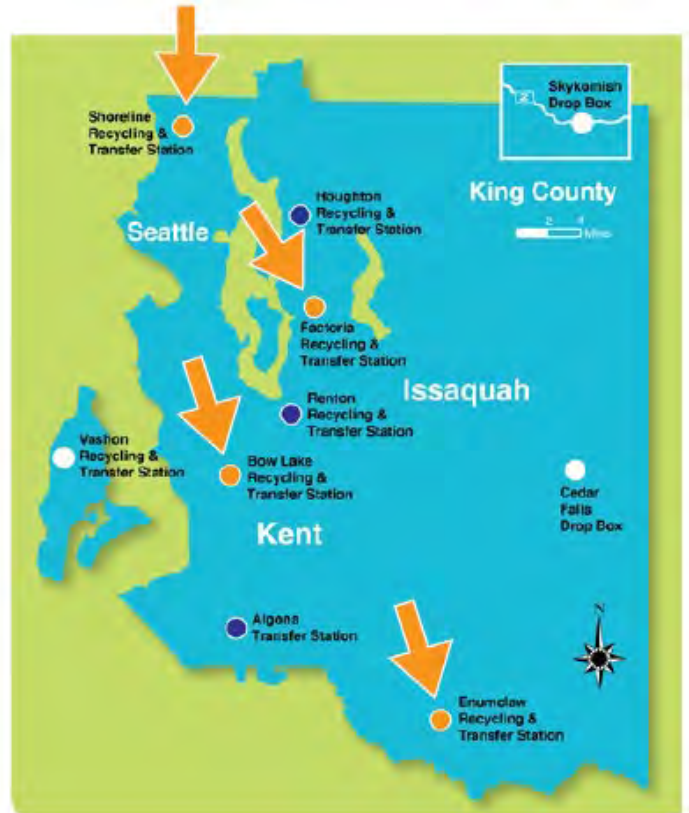 Skykomish
Drop Box
2
Shoreline
Recycling &
Transfer Station
King County
2 4
Miles
Houghton
Recycling &
Transfer Station
Seattle
Factoria
Recycling &
Transfer Station
Issaquah
Renton
Recycling &
Transfer Station
Vashon
Recycling &
Transfer Station
Bow Lake
Recycling &
Transfer Station
Cedar
Falls
Drop Box
Kent
Algona
Transfer Station
N
Enumclaw
Recycling &
Transfer Station